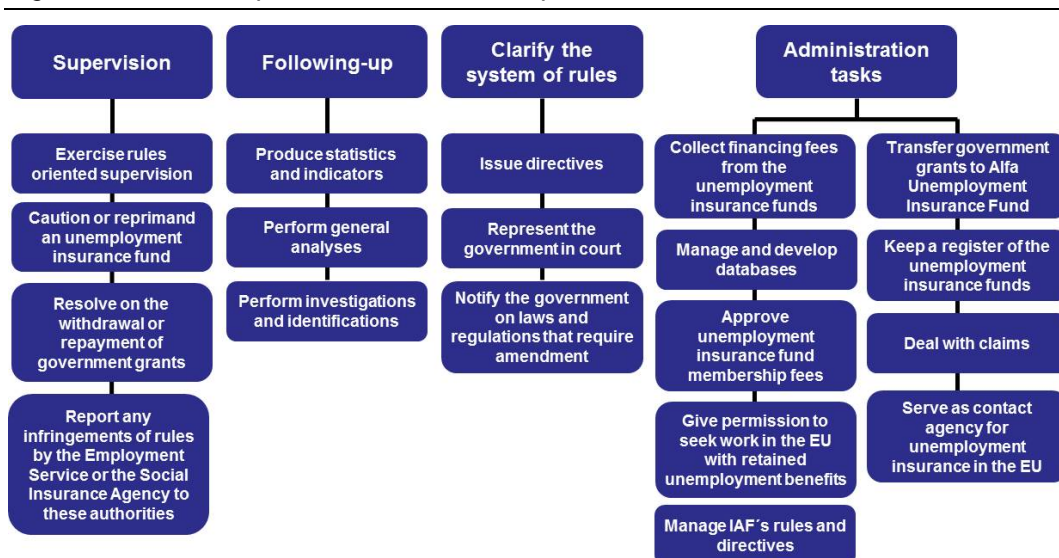 Supervision
Exercise rules
oriented supervision
Caution or reprimand
an unemployment
insurance fund
Resolve on the
withdrawal or
repayment of
government grants
Report any
infringements of rules
by the Employment
Service or the Social
Insurance Agency to
these authorities
Following-up
Produce statistics
and indicators
Perform general
analyses
Perform investigations
and identifications
Clarify the
system of rules
Issue directives
Represent the
government in court
Notify the government
on laws and
regulations that require
amendment
Administration
tasks
Collect financing fees
from the
unemployment
insurance funds
Manage and develop
databases
Approve
unemployment
insurance fund
membership fees
Give permission to
seek work in the EU
with retained
unemployment benefits
Manage IAF´s rules and
directives
Transfer government
grants to Alfa
Unemployment
Insurance Fund
Keep a register of the
unemployment
insurance funds
Deal with claims
Serve as contact
agency for
unemployment
insurance in the EU